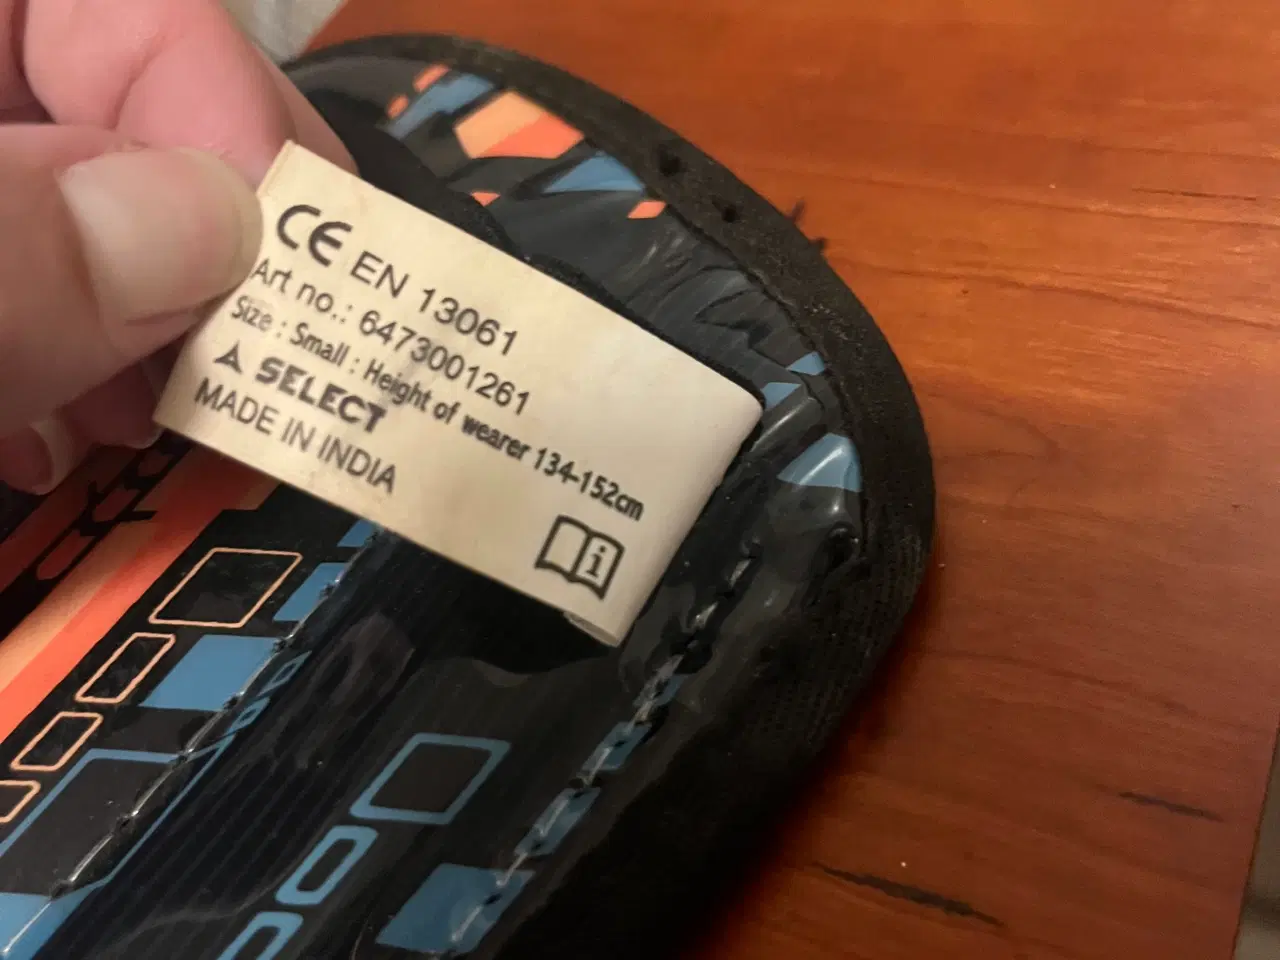 CE EN 13061
Art no.: 6473001261
Size : Small : Height of wearer 134-152cm
SELECT
MADE IN INDIA
i